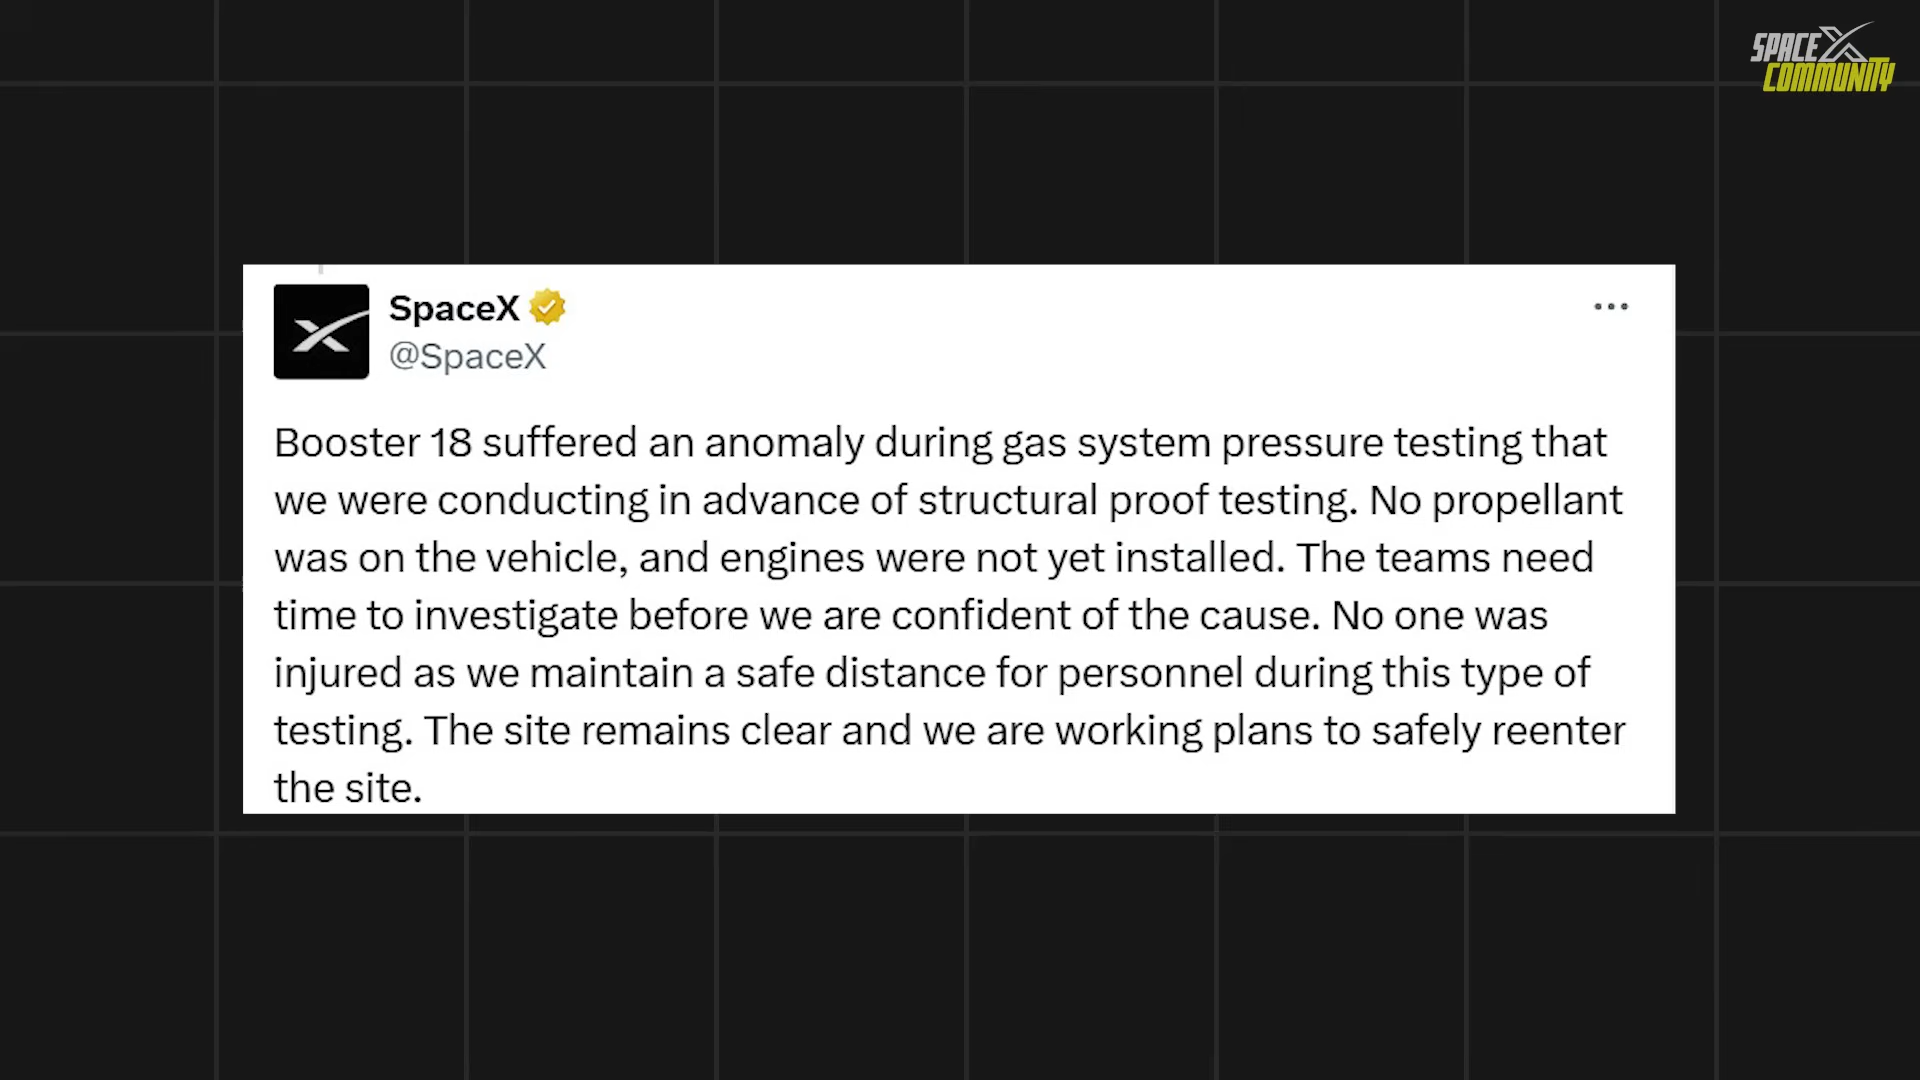 SPACEX
COMMUNITY
SpaceX
@SpaceX
Booster 18 suffered an anomaly during gas system pressure testing that
we were conducting in advance of structural proof testing. No propellant
was on the vehicle, and engines were not yet installed. The teams need
time to investigate before we are confident of the cause. No one was
injured as we maintain a safe distance for personnel during this type of
testing. The site remains clear and we are working plans to safely reenter
the site.